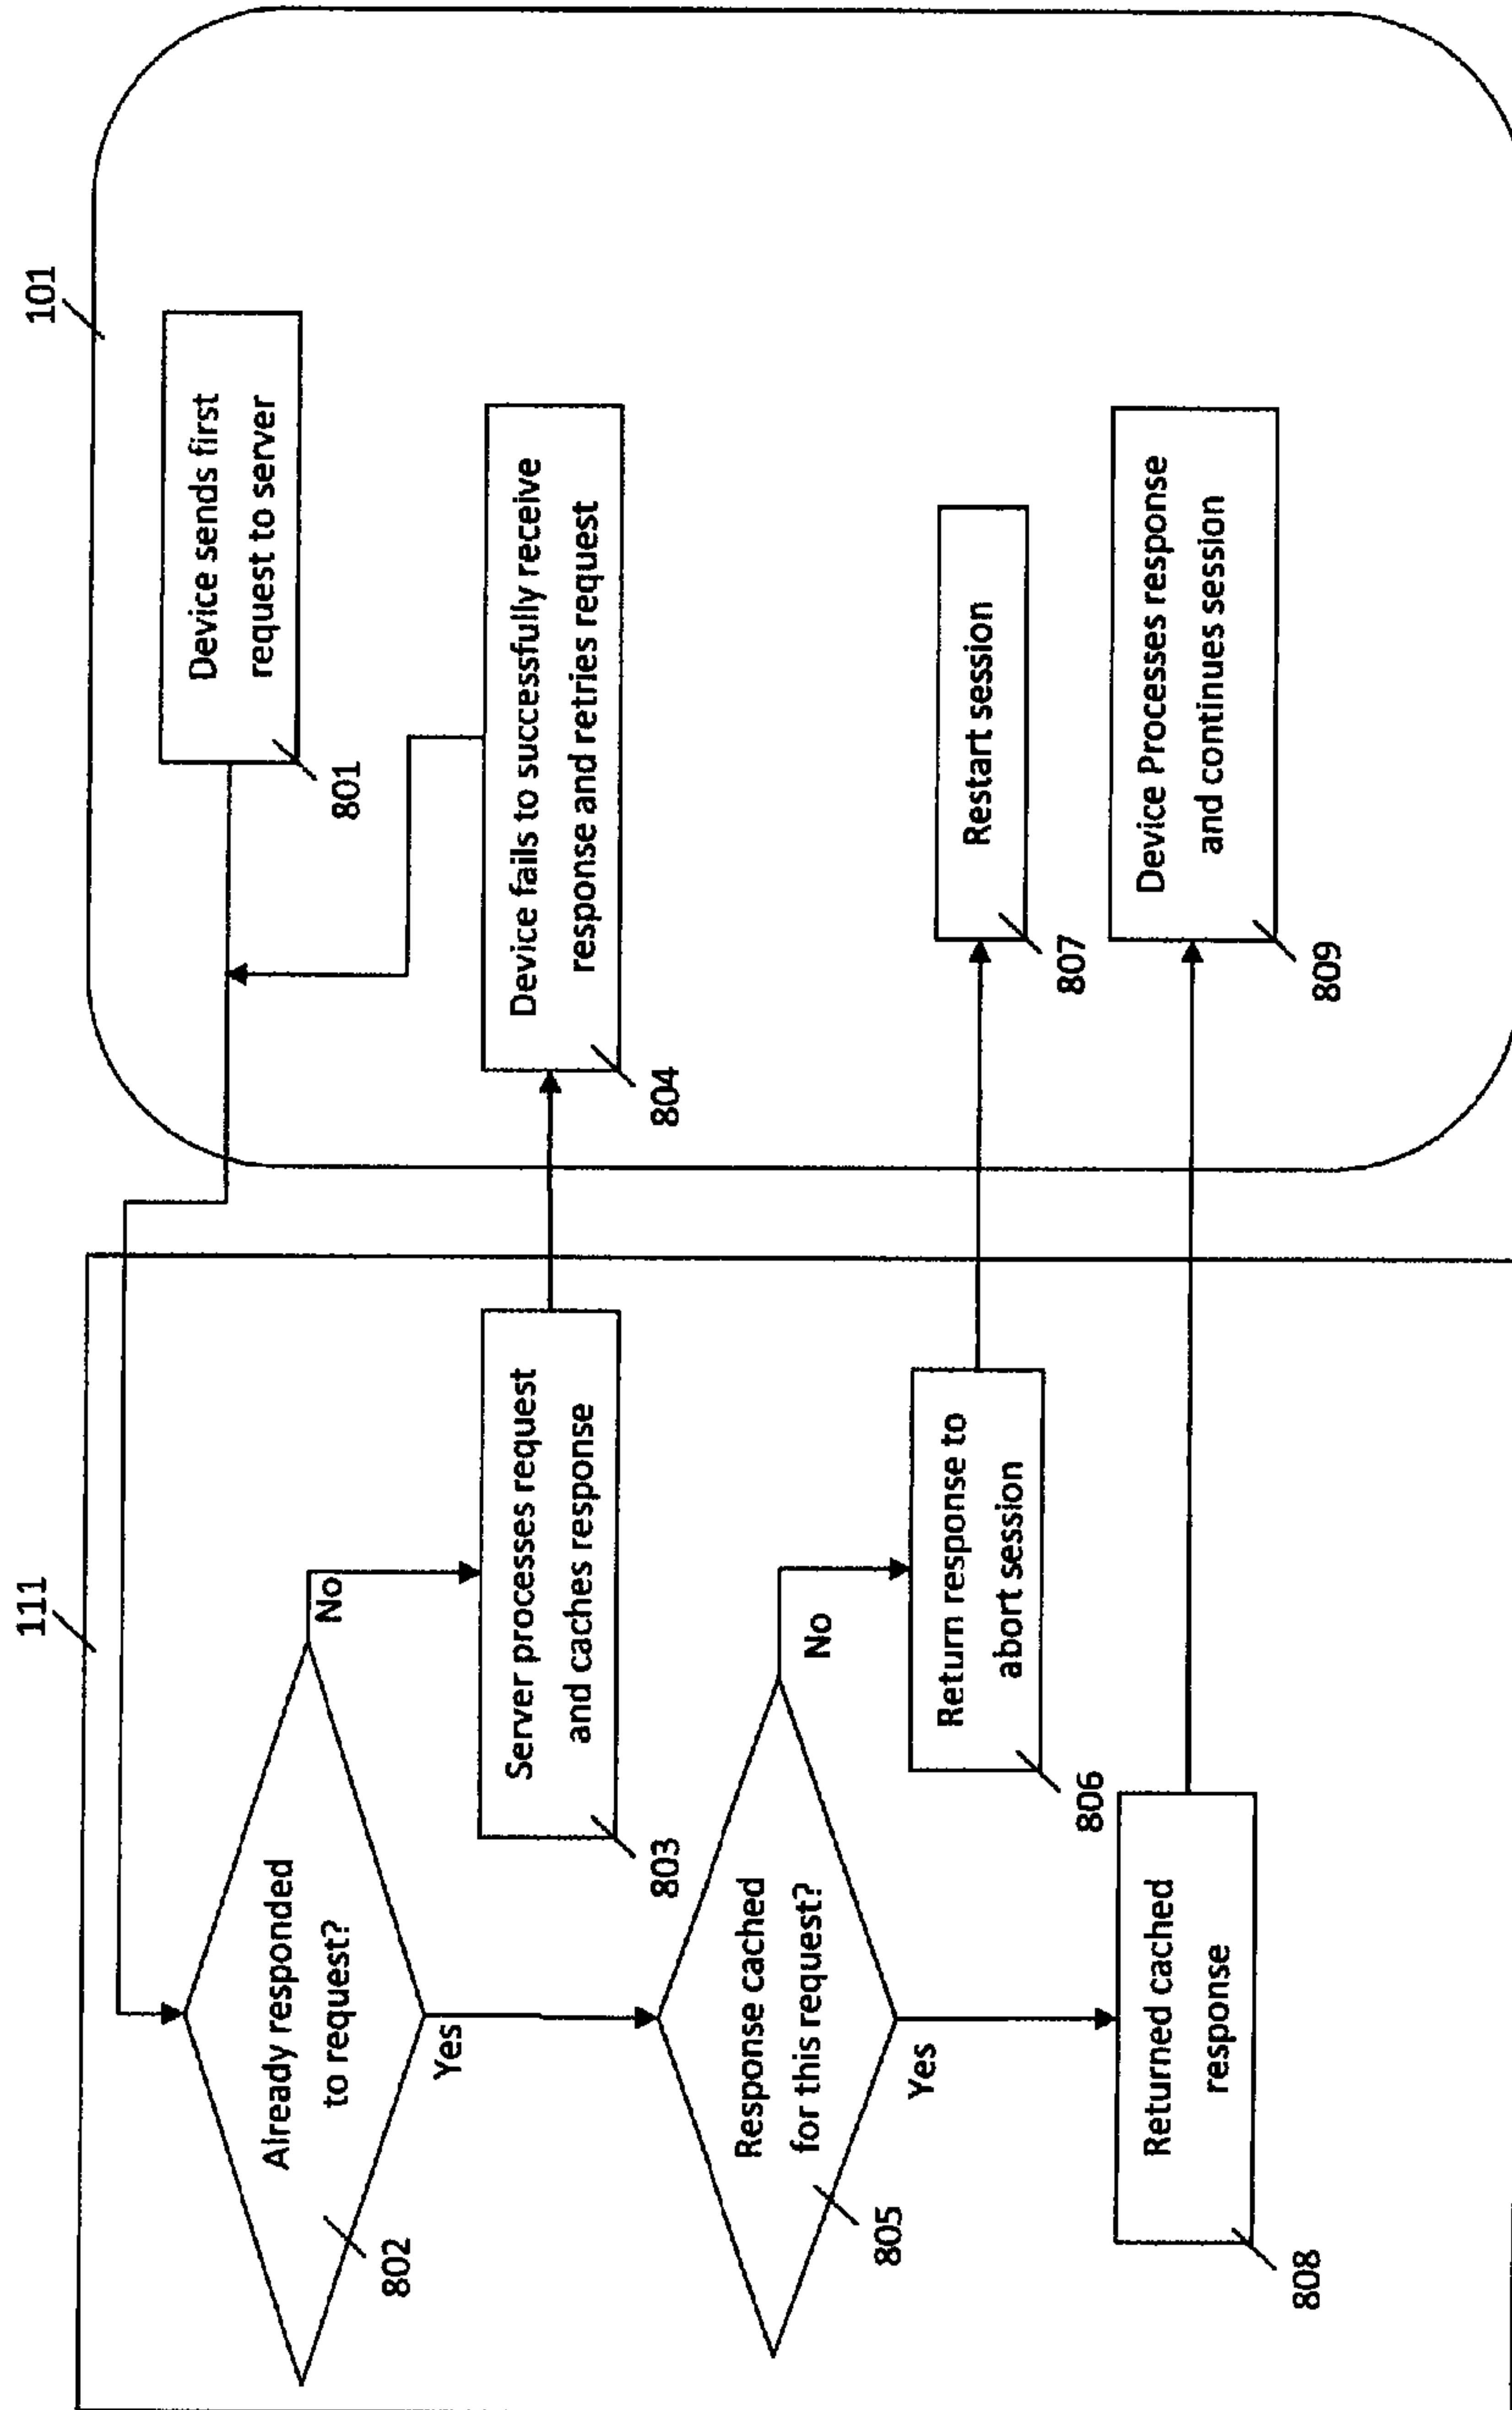 111
101
Device sends first
request to server
801
Already responded
to request?
802
No
Yes
Server processes request
and caches response
803
Device fails to successfully receive
response and retries request
804
Response cached
for this request?
805
No
Yes
Return response to
abort session
806
Restart session
807
Returned cached
response
808
Device Processes response
and continues session
809